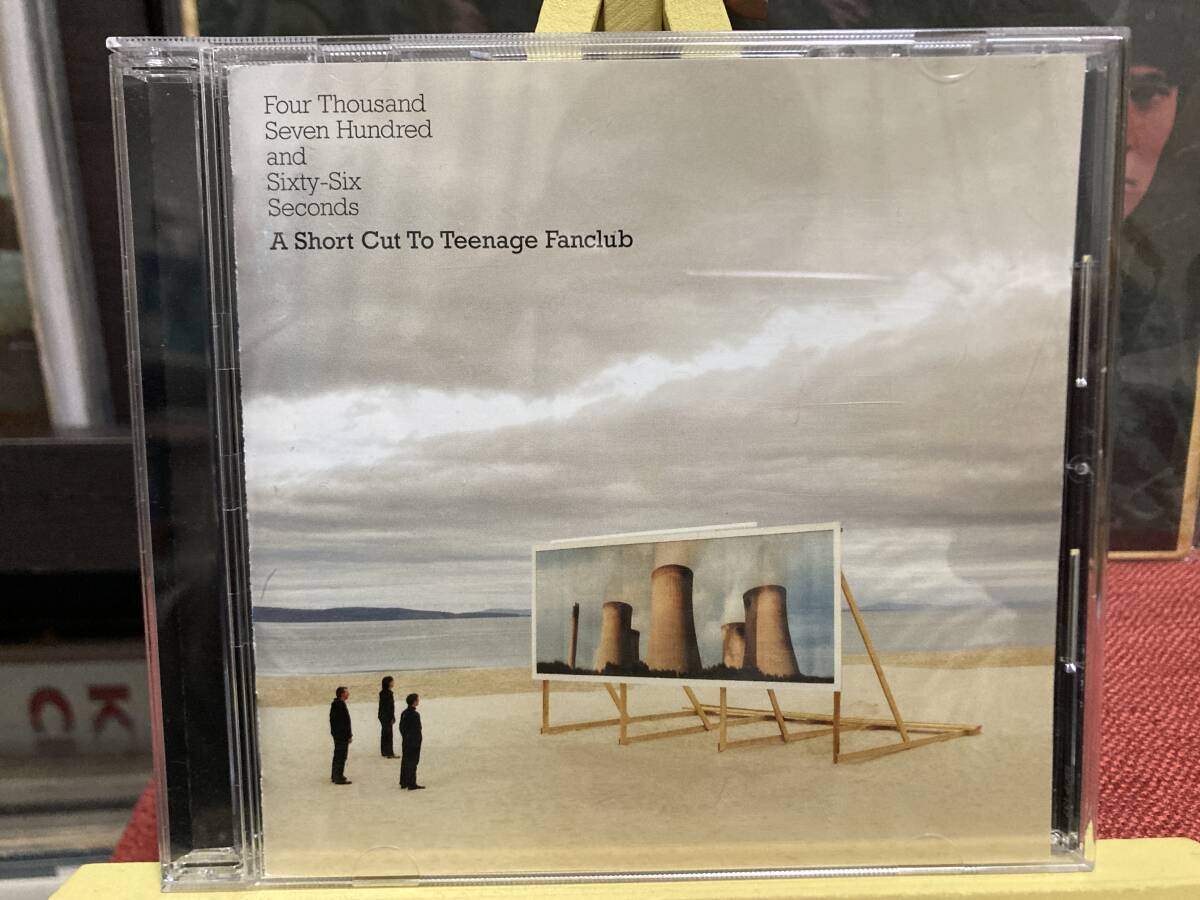 Four Thousand
Seven Hundred
and
Sixty-Six
Seconds
A Short Cut To Teenage Fanclub